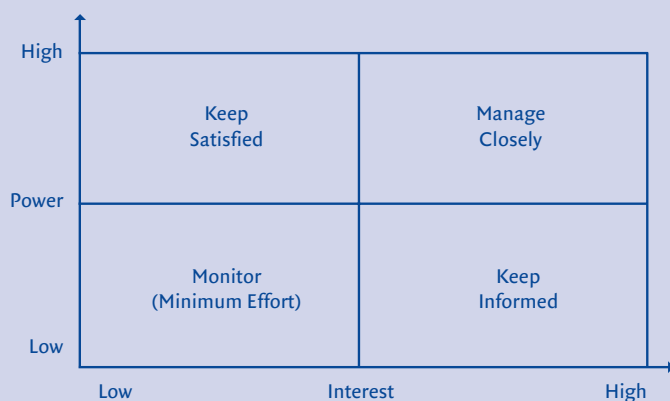 High
Keep
Satisfied
Manage
Closely
Power
Monitor
(Minimum Effort)
Keep
Informed
Low
Low
Interest
High